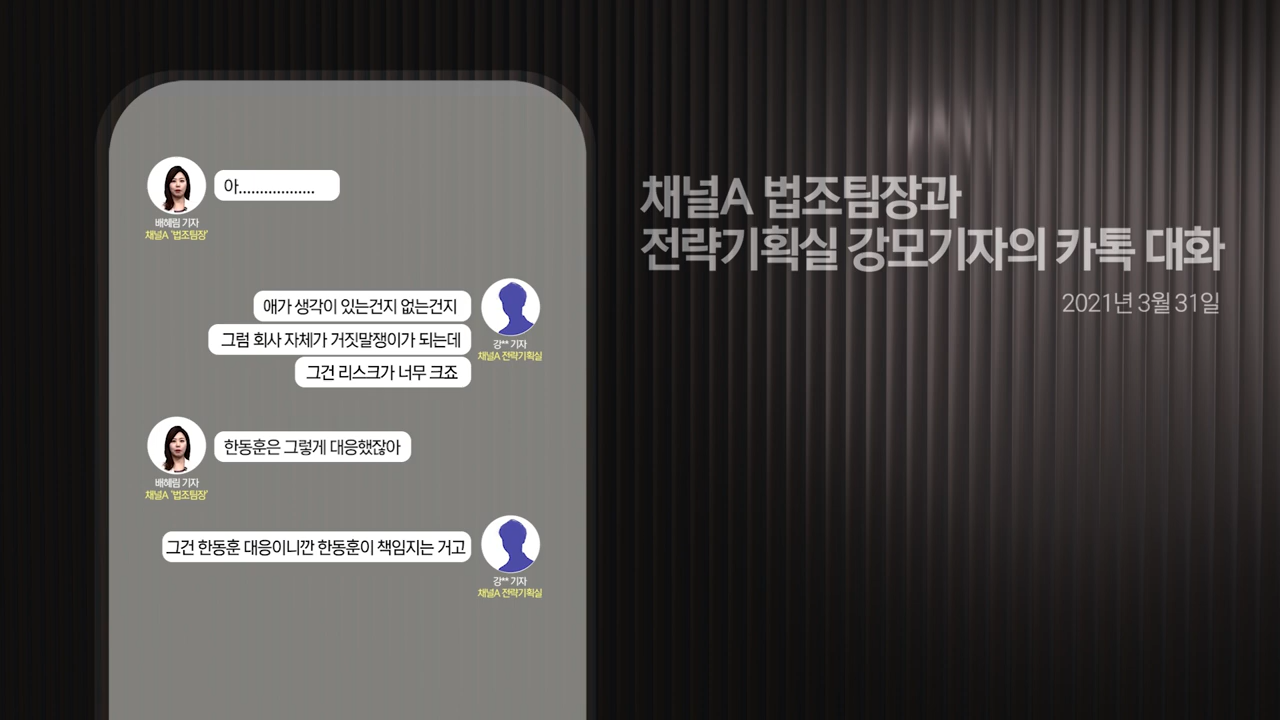 채널A 법조팀장과
전략기획실 강모기자의 카톡 대화
2021년 3월 31일
아..................
배혜림 기자
채널A '법조팀장'
애가 생각이 있는건지 없는건지
그럼 회사 자체가 거짓말쟁이가 되는데
그건 리스크가 너무 크죠
강** 기자
채널A 전략기획실
한동훈은 그렇게 대응했잖아
배혜림 기자
채널A '법조팀장'
그건 한동훈 대응이니깐 한동훈이 책임지는 거고
강** 기자
채널A 전략기획실